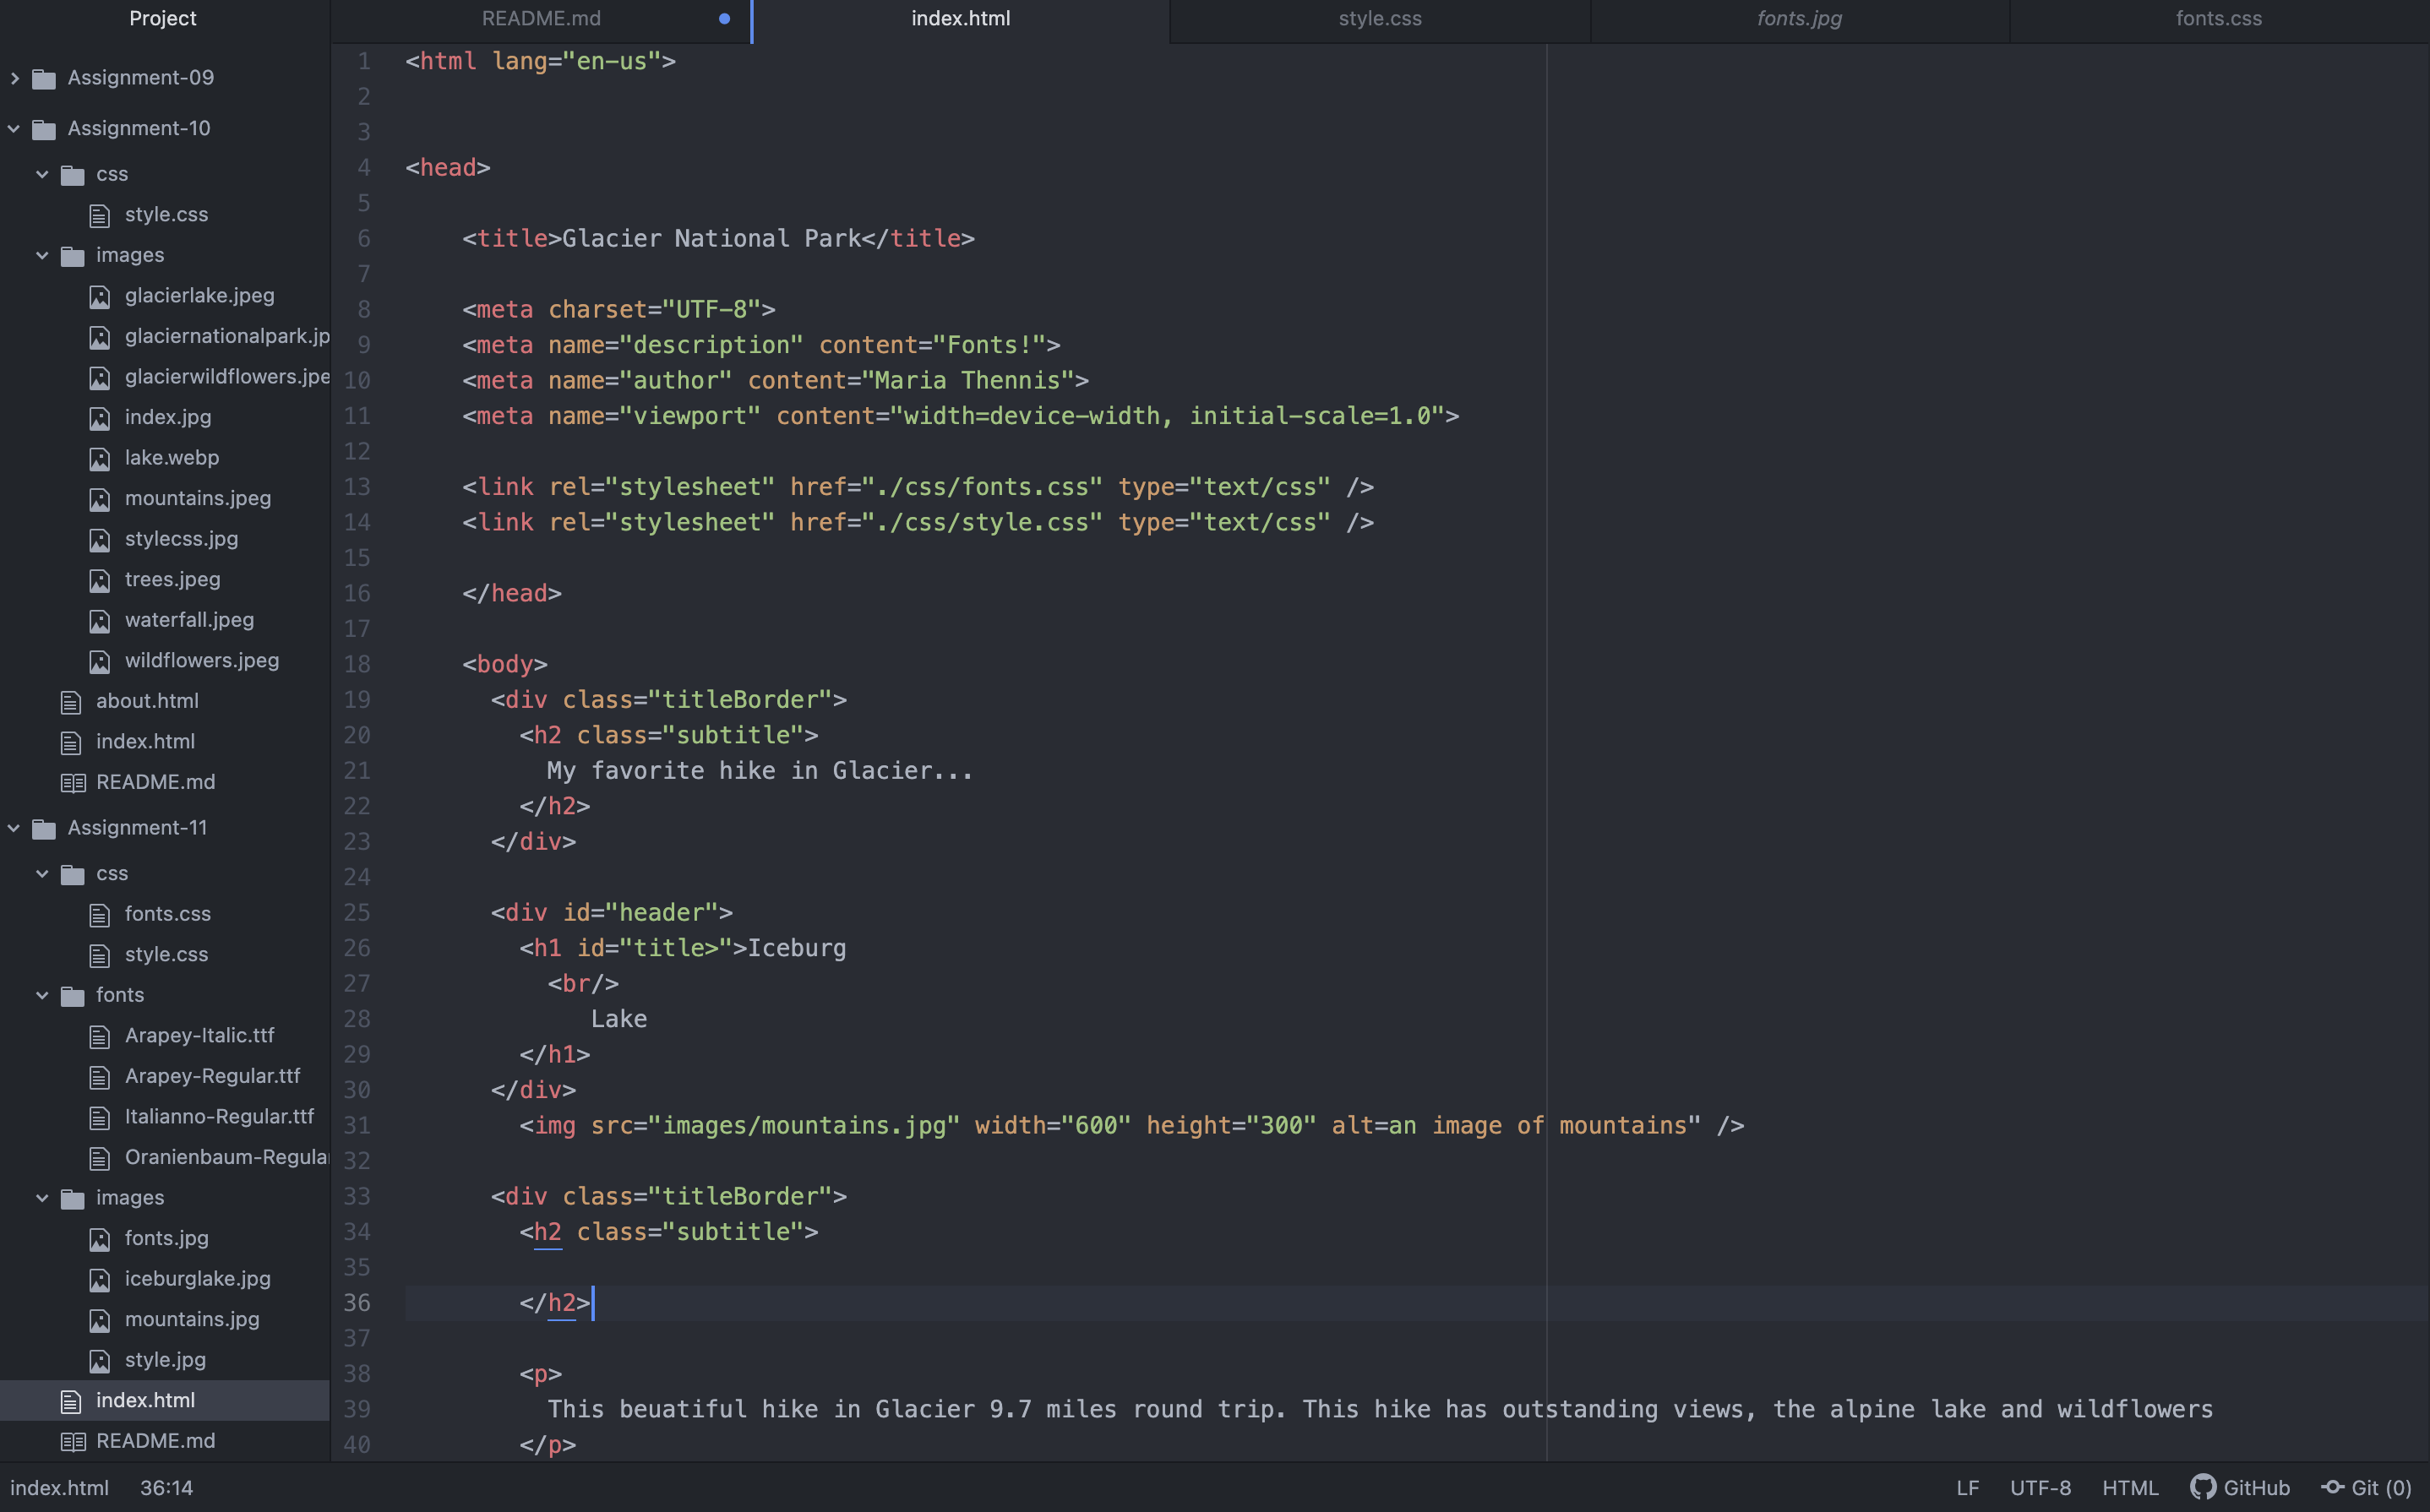 Project
README.md
index.html
style.css
fonts.jpg
fonts.css
Assignment-09
Assignment-10
css
style.css
images
glacierlake.jpeg
glaciernationalpark.jp
glacierwildflowers.jpe
index.jpg
lake.webp
mountains.jpeg
stylecss.jpg
trees.jpeg
waterfall.jpeg
wildflowers.jpeg
about.html
index.html
README.md
Assignment-11
css
fonts.css
style.css
fonts
Arapey-Italic.ttf
Arapey-Regular.ttf
Italianno-Regular.ttf
Oranienbaum-Regular
images
fonts.jpg
iceburglake.jpg
mountains.jpg
style.jpg
index.html
README.md
1 <html lang="en-us">
2
3
4 <head>
5
6 <title>Glacier National Park</title>
7
8 <meta charset="UTF-8">
9 <meta name="description" content="Fonts!">
10 <meta name="author" content="Maria Thennis">
11 <meta name="viewport" content="width=device-width, initial-scale=1.0">
12
13 <link rel="stylesheet" href="./css/fonts.css" type="text/css" />
14 <link rel="stylesheet" href="./css/style.css" type="text/css" />
15
16 </head>
17
18 <body>
19 <div class="titleBorder">
20 <h2 class="subtitle">
21 My favorite hike in Glacier...
22 </h2>
23 </div>
24
25 <div id="header">
26 <h1 id="title>">Iceburg
27 <br/>
28 Lake
29 </h1>
30 </div>
31 <img src="images/mountains.jpg" width="600" height="300" alt=an image of mountains" />
32
33 <div class="titleBorder">
34 <h2 class="subtitle">
35
36 </h2>
37
38 <p>
39 This beuatiful hike in Glacier 9.7 miles round trip. This hike has outstanding views, the alpine lake and wildflowers
40 </p>
index.html 36:14
LF UTF-8 HTML GitHub Git (0)